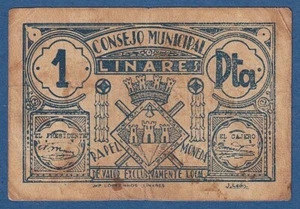 CONSEJO MUNICIPAL
LINARES
1 Pta.
EL PRESIDENTE EL CAJERO
PAPEL MONEDA
DE VALOR EXCLUSIVAMENTE LOCAL